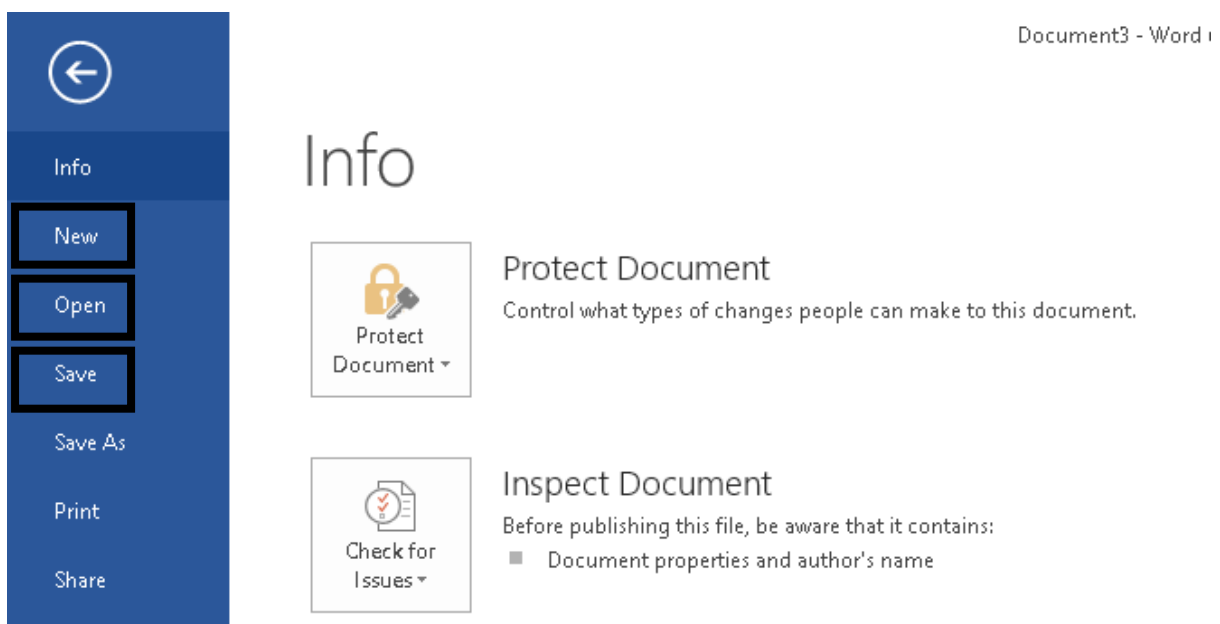 Document3 - Word
Info
New
Open
Save
Save As
Print
Share
Info
Protect
Document
Protect Document
Control what types of changes people can make to this document.
Check for
Issues
Inspect Document
Before publishing this file, be aware that it contains:
Document properties and author's name